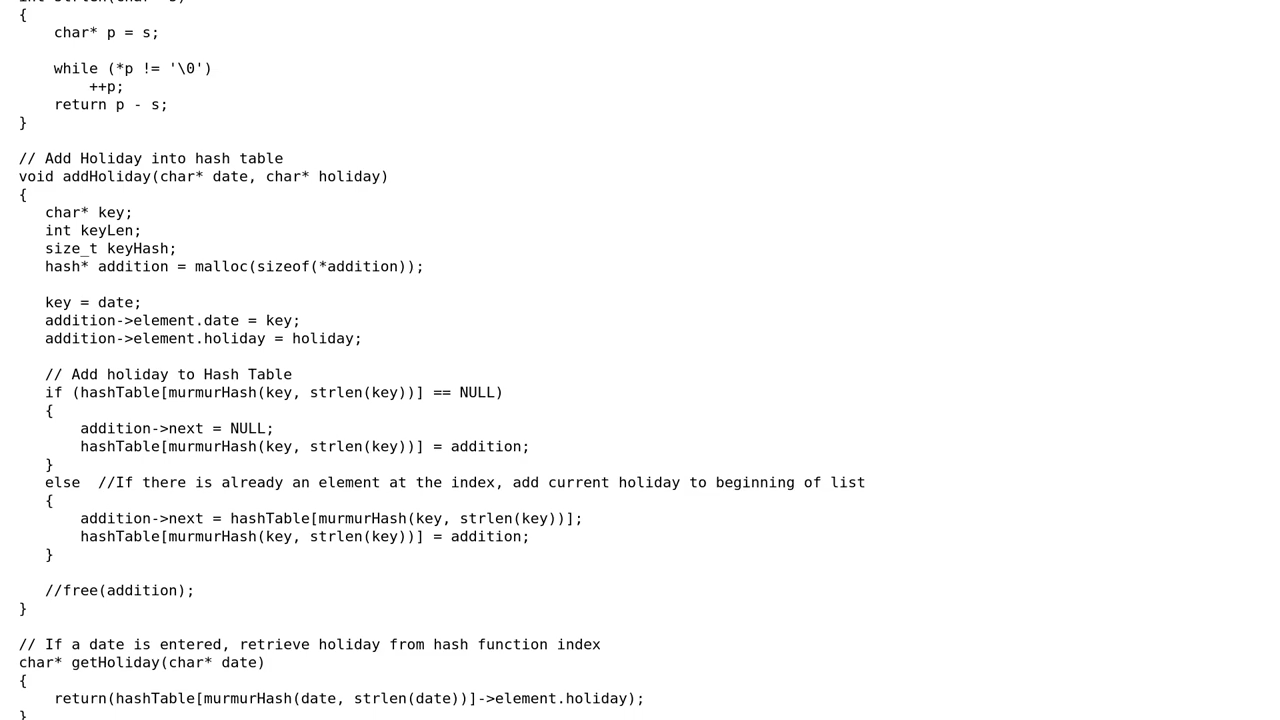 {
    char* p = s;
    while (*p != '\0')
        ++p;
    return p - s;
}
// Add Holiday into hash table
void addHoliday(char* date, char* holiday)
{
   char* key;
   int keyLen;
   size_t keyHash;
   hash* addition = malloc(sizeof(*addition));
   key = date;
   addition->element.date = key;
   addition->element.holiday = holiday;
   // Add holiday to Hash Table
   if (hashTable[murmurHash(key, strlen(key))] == NULL)
   {
       addition->next = NULL;
       hashTable[murmurHash(key, strlen(key))] = addition;
   }
   else  //If there is already an element at the index, add current holiday to beginning of list
   {
       addition->next = hashTable[murmurHash(key, strlen(key))];
       hashTable[murmurHash(key, strlen(key))] = addition;
   }
   //free(addition);
}
// If a date is entered, retrieve holiday from hash function index
char* getHoliday(char* date)
{
    return(hashTable[murmurHash(date, strlen(date))]->element.holiday);
}